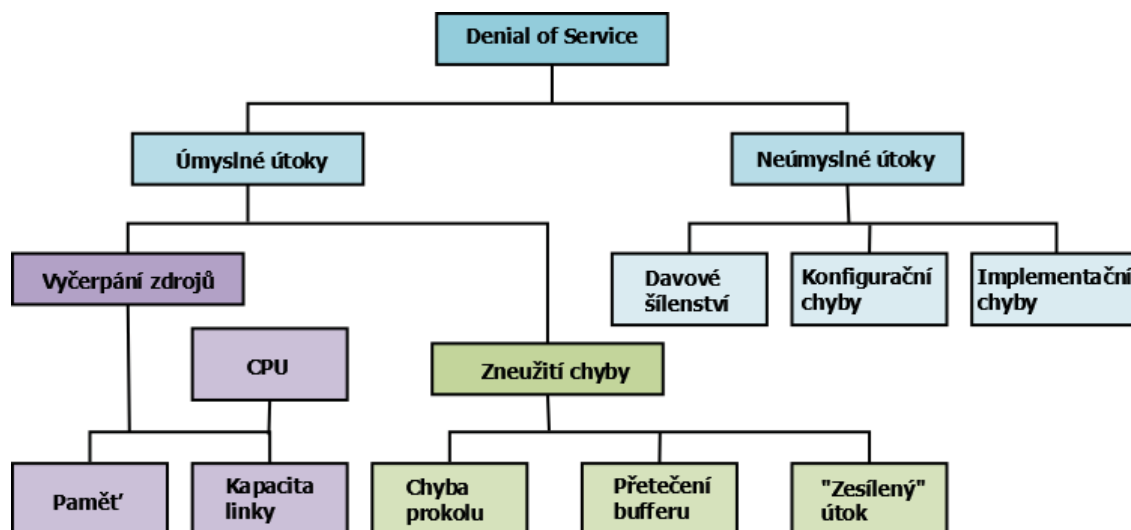 Denial of Service
Úmyslné útoky
Neúmyslné útoky
Vyčerpání zdrojů
Davové
šílenství
Konfigurační
chyby
Implementační
chyby
CPU
Zneužití chyby
Paměť
Kapacita
linky
Chyba
prokolu
Přetečení
bufferu
"Zesílený"
útok